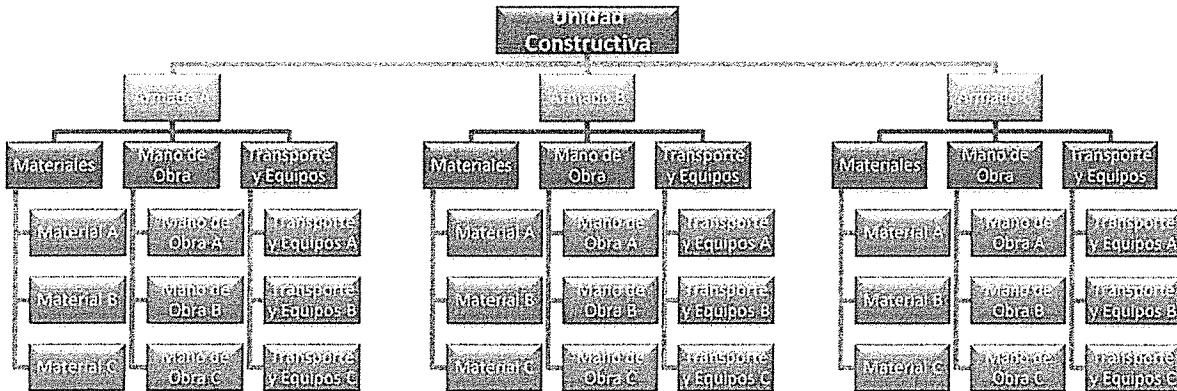 Unidad
Constructiva
Armado A
Armado B
Armado C
Materiales
Mano de
Obra
Transporte
y Equipos
Materiales
Mano de
Obra
Transporte
y Equipos
Materiales
Mano de
Obra
Transporte
y Equipos
Material A
Mano de
Obra A
Transporte
y Equipos A
Material A
Mano de
Obra A
Transporte
y Equipos A
Material A
Mano de
Obra A
Transporte
y Equipos A
Material B
Mano de
Obra B
Transporte
y Equipos B
Material B
Mano de
Obra B
Transporte
y Equipos B
Material B
Mano de
Obra B
Transporte
y Equipos B
Material C
Mano de
Obra C
Transporte
y Equipos C
Material C
Mano de
Obra C
Transporte
y Equipos C
Material C
Mano de
Obra C
Transporte
y Equipos C